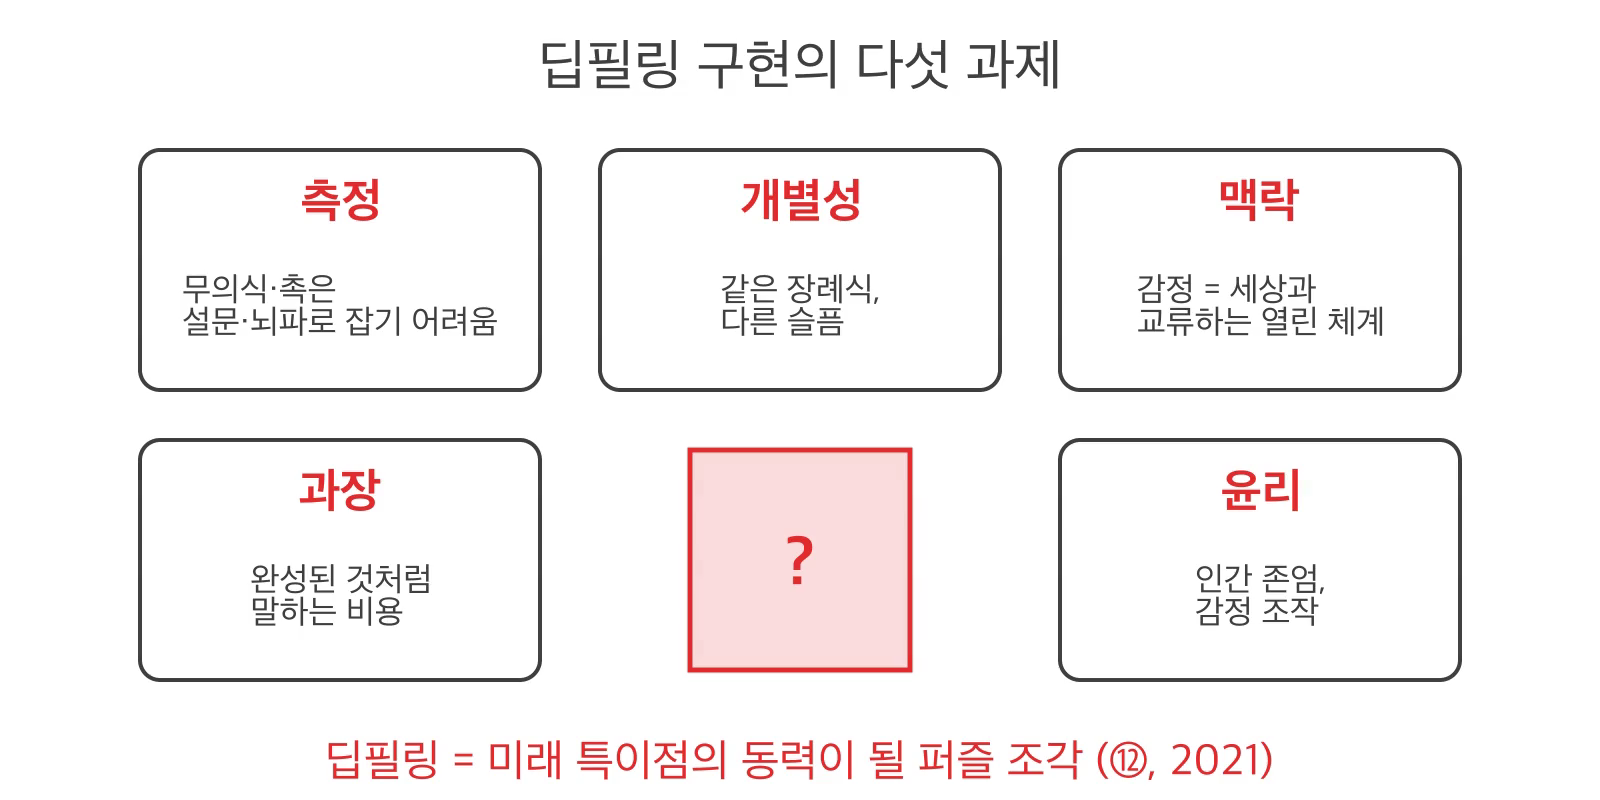 딥필링 구현의 다섯 과제
측정
무의식·촉은
설문·뇌파로 잡기 어려움
개별성
같은 장례식,
다른 슬픔
맥락
감정 = 세상과
교류하는 열린 체계
과장
완성된 것처럼
말하는 비용
?
윤리
인간 존엄,
감정 조작
딥필링 = 미래 특이점의 동력이 될 퍼즐 조각 (⑫, 2021)